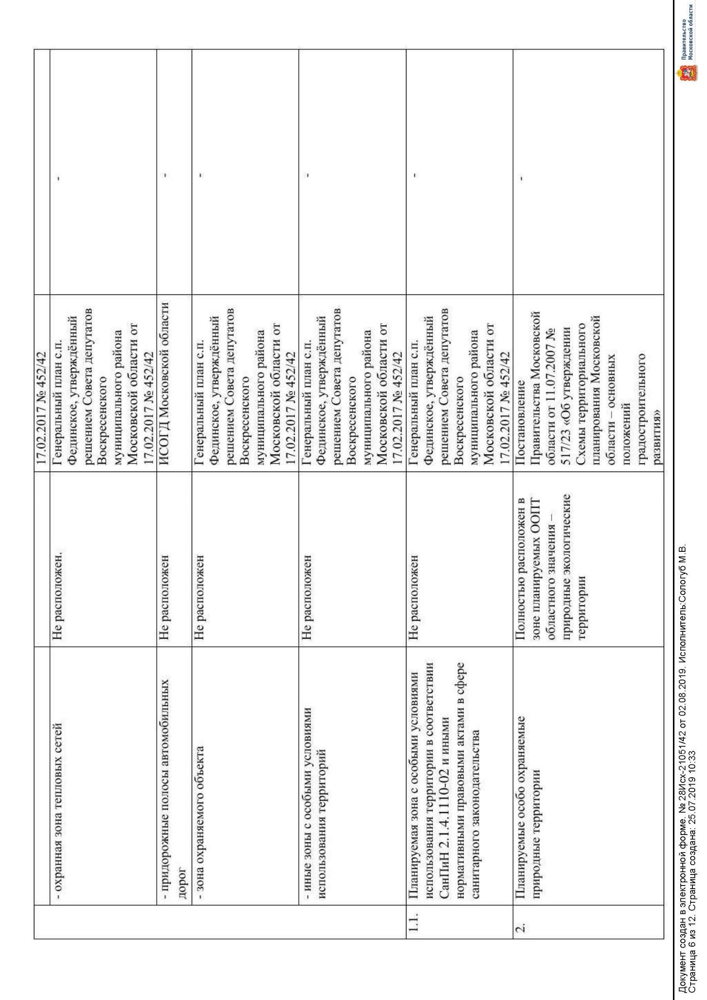 17.02.2017 № 452/42
- охранная зона тепловых сетей
Не расположен.
Генеральный план с.п.
Фединское, утверждённый
решением Совета депутатов
Воскресенского
муниципального района
Московской области от
17.02.2017 № 452/42
-
- придорожные полосы автомобильных
дорог
Не расположен
ИСОГД Московской области
-
- зона охраняемого объекта
Не расположен
Генеральный план с.п.
Фединское, утверждённый
решением Совета депутатов
Воскресенского
муниципального района
Московской области от
17.02.2017 № 452/42
-
- иные зоны с особыми условиями
использования территорий
Не расположен
Генеральный план с.п.
Фединское, утверждённый
решением Совета депутатов
Воскресенского
муниципального района
Московской области от
17.02.2017 № 452/42
-
1.1.
Планируемая зона с особыми условиями
использования территории в соответствии
СанПиН 2.1.4.1110-02 и иными
нормативными правовыми актами в сфере
санитарного законодательства
Не расположен
Генеральный план с.п.
Фединское, утверждённый
решением Совета депутатов
Воскресенского
муниципального района
Московской области от
17.02.2017 № 452/42
-
2.
Планируемые особо охраняемые
природные территории
Полностью расположен в
зоне планируемых ООПТ
областного значения –
природные экологические
территории
Постановление
Правительства Московской
области от 11.07.2007 №
517/23 «Об утверждении
Схемы территориального
планирования Московской
области – основных
положений
градостроительного
развития»
-
Документ создан в электронной форме. № 28Исх-21051/42 от 02.08.2019. Исполнитель:Сологуб М.В.
Страница 6 из 12. Страница создана: 25.07.2019 10:33
Правительство
Московской области